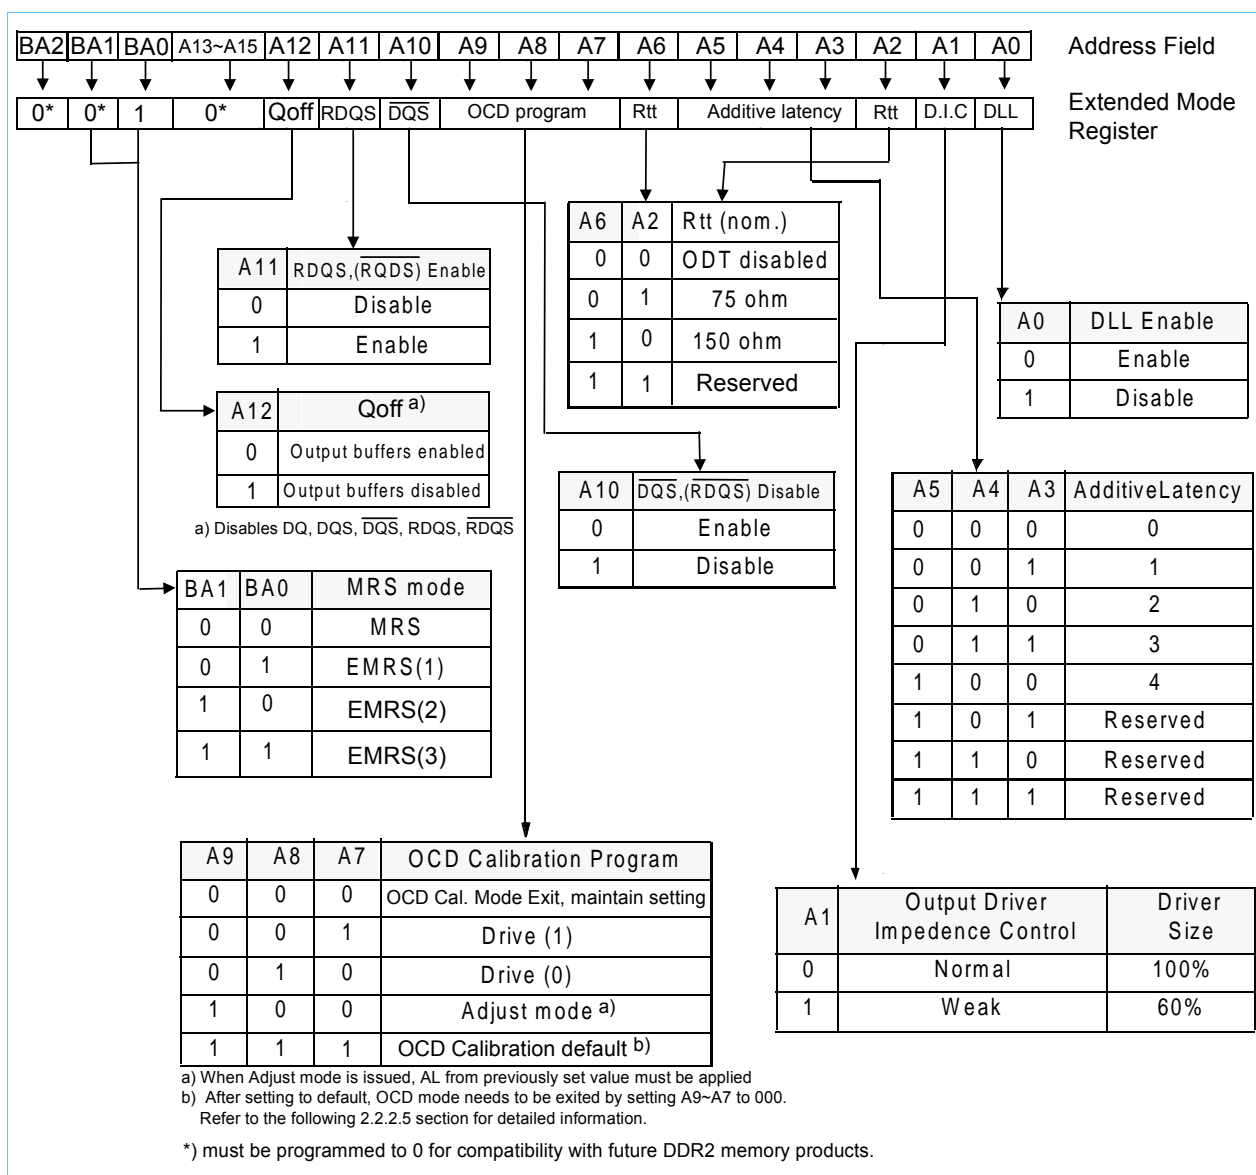 BA2 BA1 BA0 A13~A15 A12 A11 A10 A9 A8 A7 A6 A5 A4 A3 A2 A1 A0 Address Field
0* 0* 1 0* Qoff RDQS DQS OCD program Rtt Additive latency Rtt D.I.C DLL Extended Mode
Register
A6 A2 Rtt (nom.)
0 0 ODT disabled
0 1 75 ohm
1 0 150 ohm
1 1 Reserved
A11 RDQS,(RQDS) Enable
0 Disable
1 Enable
A0 DLL Enable
0 Enable
1 Disable
A12 Qoff a)
0 Output buffers enabled
1 Output buffers disabled
a) Disables DQ, DQS, DQS, RDQS, RDQS
A10 DQS,(RDQS) Disable
0 Enable
1 Disable
A5 A4 A3 AdditiveLatency
0 0 0 0
0 0 1 1
0 1 0 2
0 1 1 3
1 0 0 4
1 0 1 Reserved
1 1 0 Reserved
1 1 1 Reserved
BA1 BA0 MRS mode
0 0 MRS
0 1 EMRS(1)
1 0 EMRS(2)
1 1 EMRS(3)
A9 A8 A7 OCD Calibration Program
0 0 0 OCD Cal. Mode Exit, maintain setting
0 0 1 Drive (1)
0 1 0 Drive (0)
1 0 0 Adjust mode a)
1 1 1 OCD Calibration default b)
A1 Output Driver Impedence Control Driver Size
0 Normal 100%
1 Weak 60%
a) When Adjust mode is issued, AL from previously set value must be applied
b) After setting to default, OCD mode needs to be exited by setting A9~A7 to 000.
Refer to the following 2.2.2.5 section for detailed information.
*) must be programmed to 0 for compatibility with future DDR2 memory products.